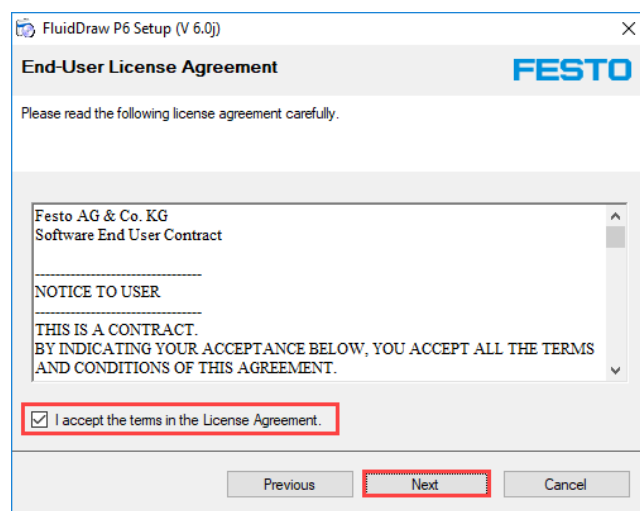 FluidDraw P6 Setup (V 6.0j)
End-User License Agreement
FESTO
Please read the following license agreement carefully.
Festo AG & Co. KG
Software End User Contract
---------------------------------
NOTICE TO USER
---------------------------------
THIS IS A CONTRACT.
BY INDICATING YOUR ACCEPTANCE BELOW, YOU ACCEPT ALL THE TERMS
AND CONDITIONS OF THIS AGREEMENT.
I accept the terms in the License Agreement.
Previous Next Cancel